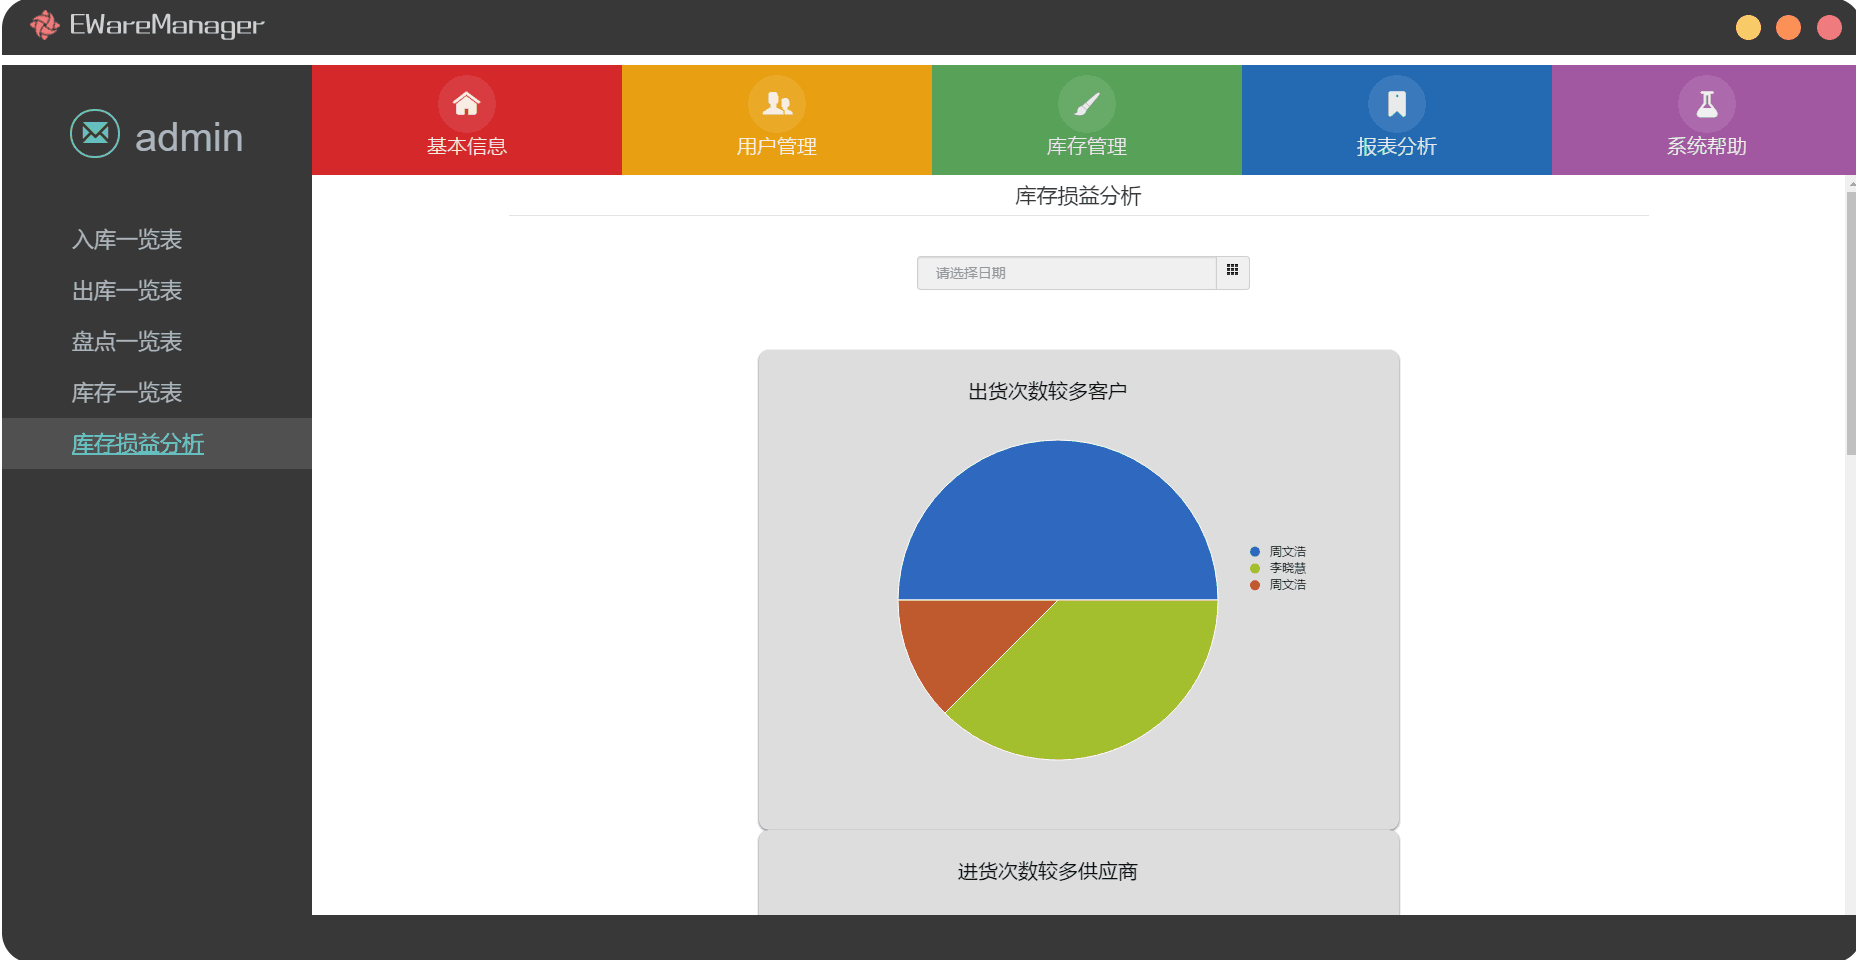 EWareManager
admin
基本信息
用户管理
库存管理
报表分析
系统帮助
入库一览表
出库一览表
盘点一览表
库存一览表
库存损益分析
库存损益分析
请选择日期
出货次数较多客户
周文浩
李晓慧
周文浩
进货次数较多供应商